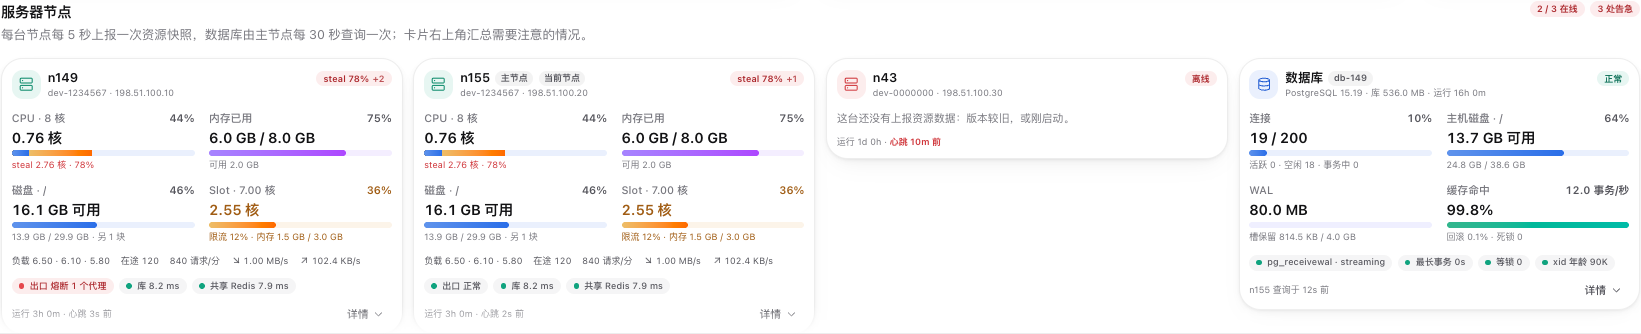 服务器节点
2 / 3 在线
3 处告急
每台节点每 5 秒上报一次资源快照，数据库由主节点每 30 秒查询一次；卡片右上角汇总需要注意的情况。
n149
steal 78% +2
dev-1234567 · 198.51.100.10
CPU · 8 核 44%
内存已用 75%
0.76 核
6.0 GB / 8.0 GB
steal 2.76 核 · 78%
可用 2.0 GB
磁盘 · / 46%
Slot · 7.00 核 36%
16.1 GB 可用
2.55 核
13.9 GB / 29.9 GB · 另 1 块
限流 12% · 内存 1.5 GB / 3.0 GB
负载 6.50 · 6.10 · 5.80 在途 120 840 请求/分 ↘ 1.00 MB/s ↗ 102.4 KB/s
出口 熔断 1 个代理
库 8.2 ms
共享 Redis 7.9 ms
运行 3h 0m · 心跳 3s 前
详情
n155 主节点 当前节点
steal 78% +1
dev-1234567 · 198.51.100.20
CPU · 8 核 44%
内存已用 75%
0.76 核
6.0 GB / 8.0 GB
steal 2.76 核 · 78%
可用 2.0 GB
磁盘 · / 46%
Slot · 7.00 核 36%
16.1 GB 可用
2.55 核
13.9 GB / 29.9 GB · 另 1 块
限流 12% · 内存 1.5 GB / 3.0 GB
负载 6.50 · 6.10 · 5.80 在途 120 840 请求/分 ↘ 1.00 MB/s ↗ 102.4 KB/s
出口 正常
库 8.2 ms
共享 Redis 7.9 ms
运行 3h 0m · 心跳 2s 前
详情
n43
离线
dev-0000000 · 198.51.100.30
这台还没有上报资源数据：版本较旧，或刚启动。
运行 1d 0h · 心跳 10m 前
数据库 db-149
正常
PostgreSQL 15.19 · 库 536.0 MB · 运行 16h 0m
连接 10%
主机磁盘 · / 64%
19 / 200
13.7 GB 可用
活跃 0 · 空闲 18 · 事务中 0
24.8 GB / 38.6 GB
WAL
缓存命中 12.0 事务/秒
80.0 MB
99.8%
槽保留 814.5 KB / 4.0 GB
回滚 0.1% · 死锁 0
pg_receivewal · streaming
最长事务 0s
等锁 0
xid 年龄 90K
n155 查询于 12s 前
详情